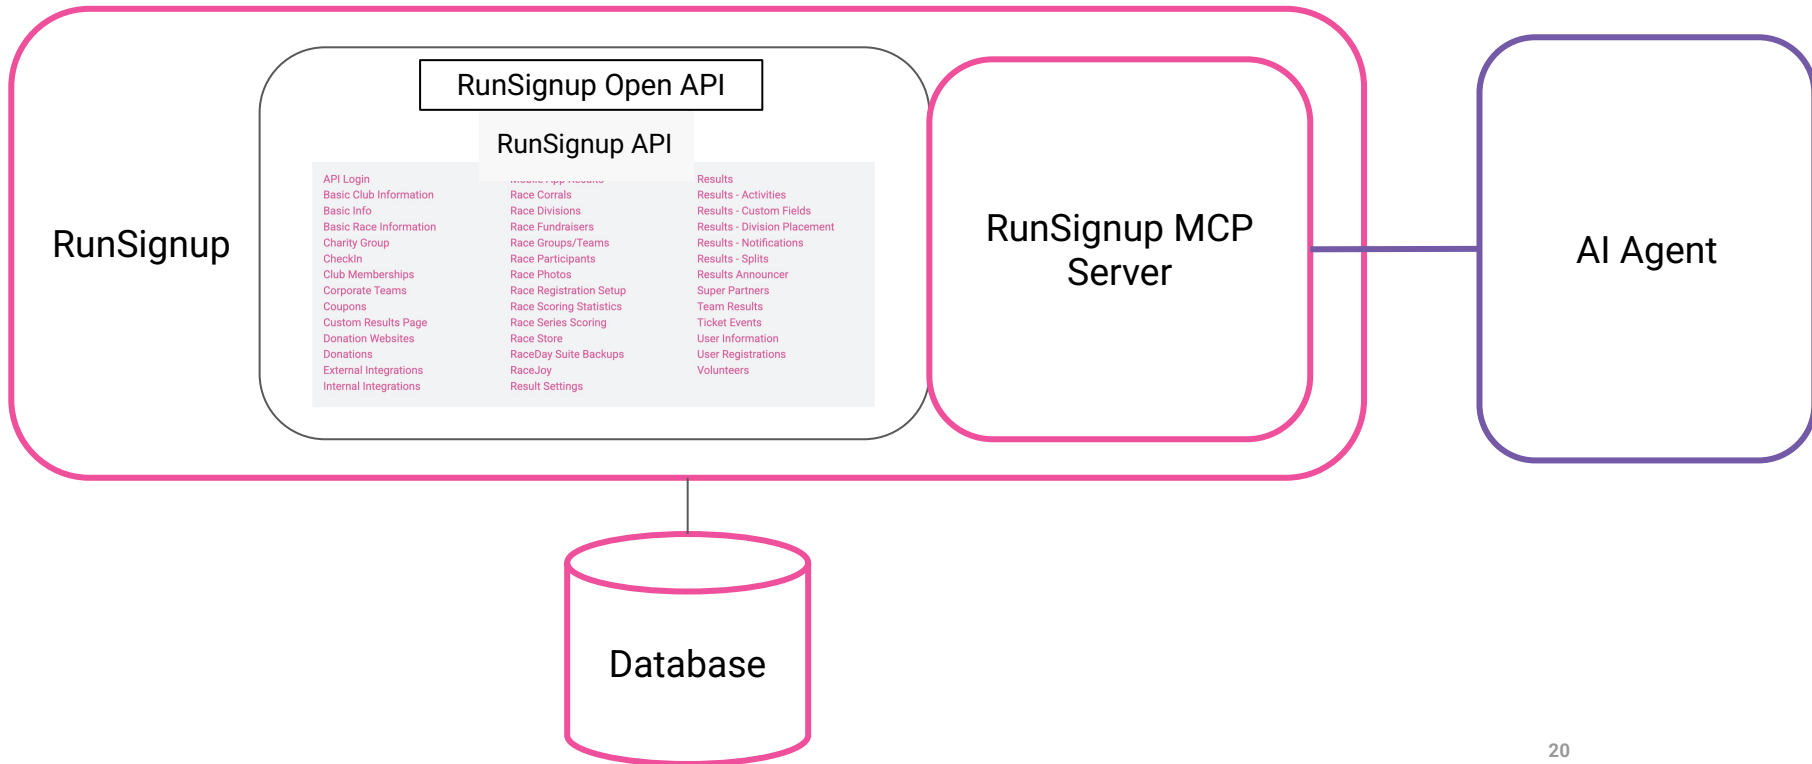 RunSignup Open API
RunSignup API
RunSignup
API Login
Basic Club Information
Basic Info
Basic Race Information
Charity Group
CheckIn
Club Memberships
Corporate Teams
Coupons
Custom Results Page
Donation Websites
Donations
External Integrations
Internal Integrations
Mobile App Results
Race Corrals
Race Divisions
Race Fundraisers
Race Groups/Teams
Race Participants
Race Photos
Race Registration Setup
Race Scoring Statistics
Race Series Scoring
Race Store
RaceDay Suite Backups
RaceJoy
Result Settings
Results
Results - Activities
Results - Custom Fields
Results - Division Placement
Results - Notifications
Results - Splits
Results Announcer
Super Partners
Team Results
Ticket Events
User Information
User Registrations
Volunteers
RunSignup MCP
Server
AI Agent
Database
20